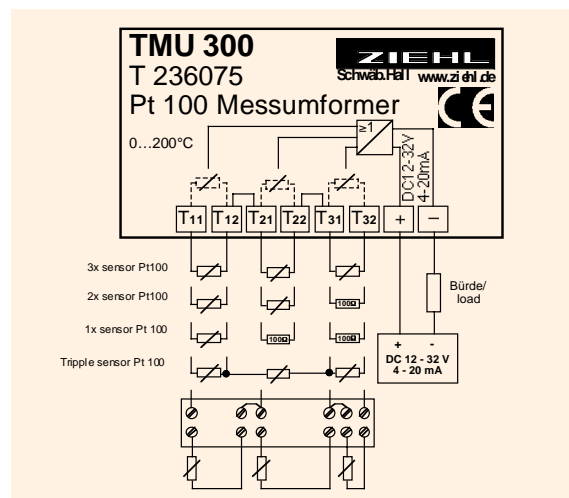 TMU 300
ZIEHL
T 236075
Schwäb.Hall www.ziehl.de
Pt 100 Messumformer
CE
0...200°C
≥1
DC12-32V
4-20mA
T11 T12 T21 T22 T31 T32 + −
3x sensor Pt100
2x sensor Pt100
100Ω
1x sensor Pt 100
100Ω 100Ω
Tripple sensor Pt 100
Bürde/
load
+ -
DC 12 - 32 V
4 - 20 mA